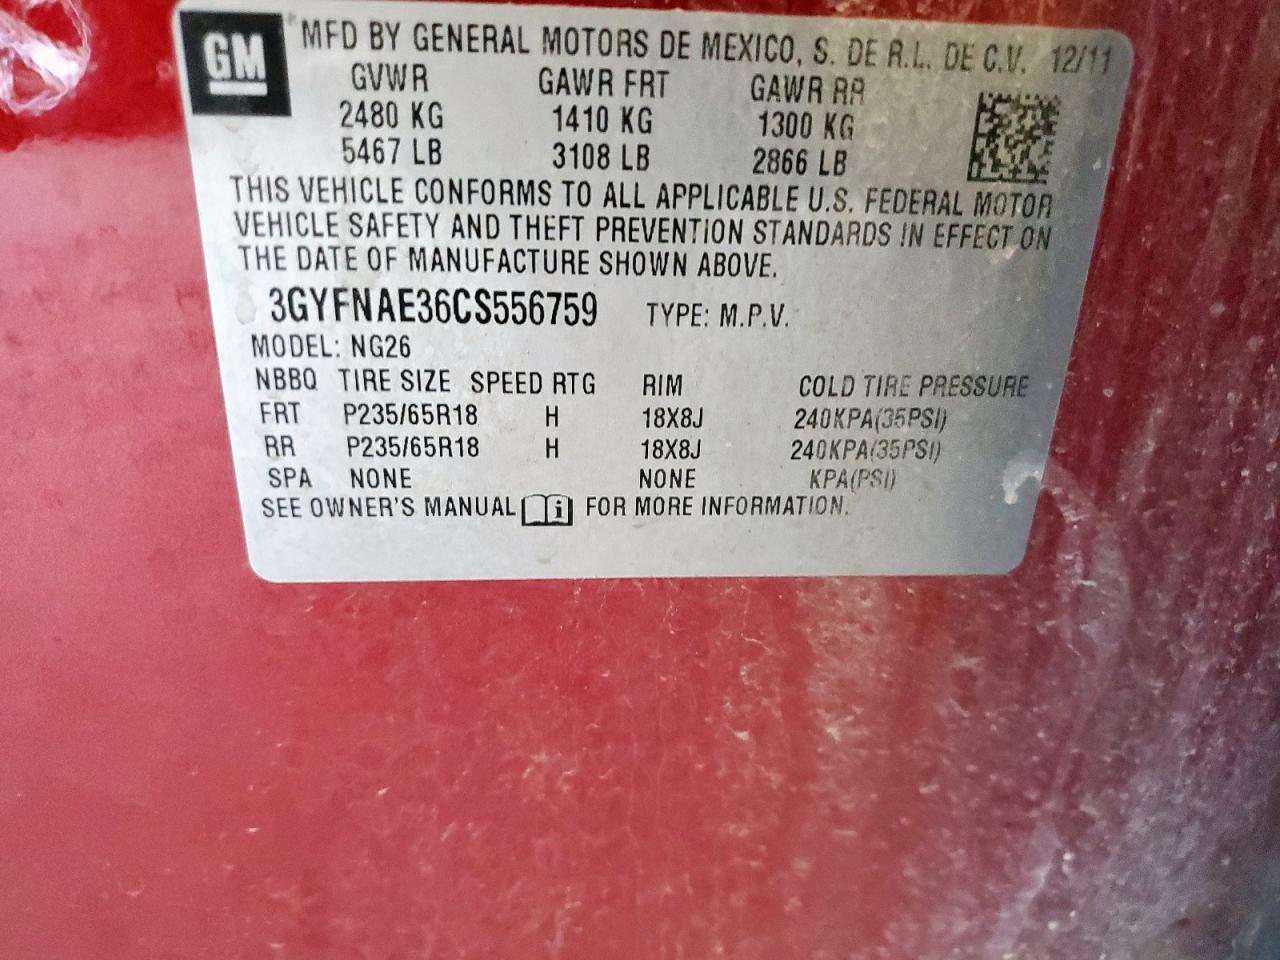 GM MFD BY GENERAL MOTORS DE MEXICO, S. DE R.L. DE C.V. 12/11
GVWR GAWR FRT GAWR RR
2480 KG 1410 KG 1300 KG
5467 LB 3108 LB 2866 LB
THIS VEHICLE CONFORMS TO ALL APPLICABLE U.S. FEDERAL MOTOR
VEHICLE SAFETY AND THEFT PREVENTION STANDARDS IN EFFECT ON
THE DATE OF MANUFACTURE SHOWN ABOVE.
3GYFNAE36CS556759 TYPE: M.P.V.
MODEL: NG26
NBBQ TIRE SIZE SPEED RTG RIM COLD TIRE PRESSURE
FRT P235/65R18 H 18X8J 240KPA(35PSI)
RR P235/65R18 H 18X8J 240KPA(35PSI)
SPA NONE NONE KPA(PSI)
SEE OWNER'S MANUAL i FOR MORE INFORMATION.